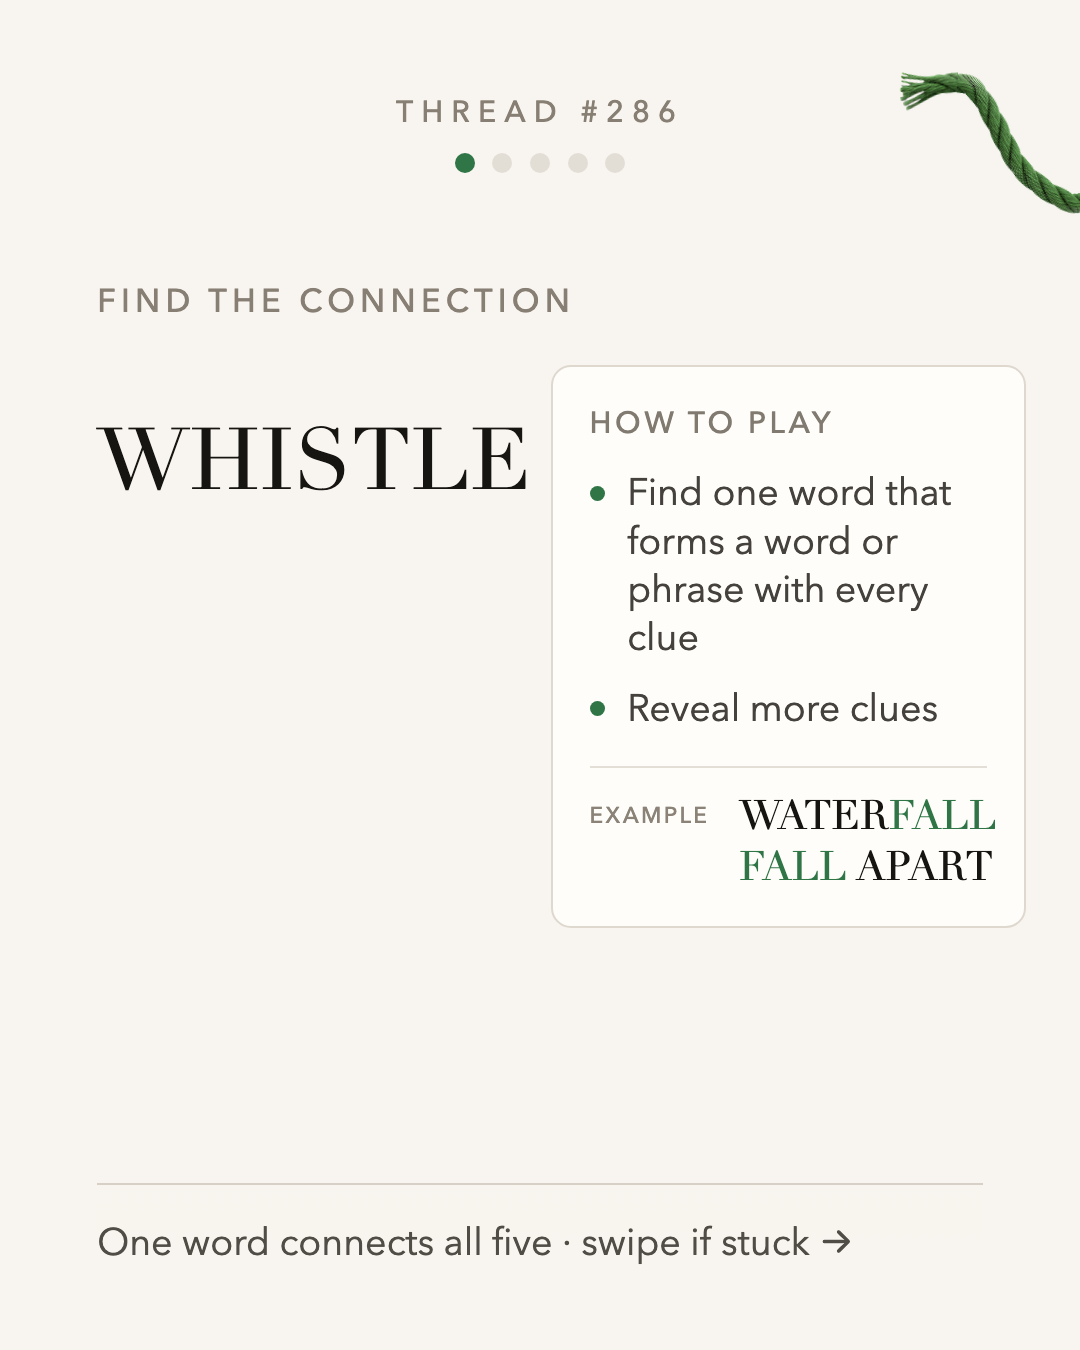 THREAD #286
FIND THE CONNECTION
WHISTLE
HOW TO PLAY
Find one word that
forms a word or
phrase with every
clue
Reveal more clues
EXAMPLE
WATERFALL
FALL APART
One word connects all five · swipe if stuck →